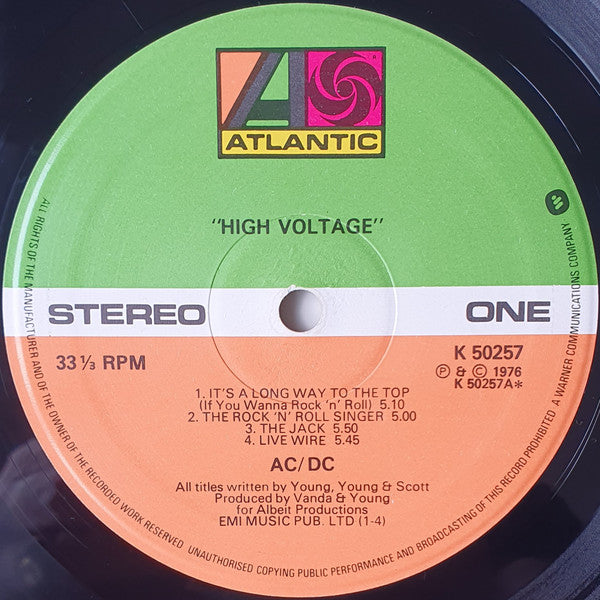 ATLANTIC
"HIGH VOLTAGE"
STEREO
ONE
33 ⅓ RPM
K 50257
Ⓟ & © 1976
K 50257A*
1. IT'S A LONG WAY TO THE TOP
(If You Wanna Rock 'n' Roll) 5.10
2. THE ROCK 'N' ROLL SINGER 5.00
3. THE JACK 5.50
4. LIVE WIRE 5.45
AC/DC
All titles written by Young, Young & Scott
Produced by Vanda & Young
for Albeit Productions
EMI MUSIC PUB. LTD (1-4)
ALL RIGHTS OF THE MANUFACTURER AND OF THE OWNER OF THE RECORDED WORK RESERVED. UNAUTHORISED COPYING PUBLIC PERFORMANCE AND BROADCASTING OF THIS RECORD PROHIBITED A WARNER COMMUNICATIONS COMPANY